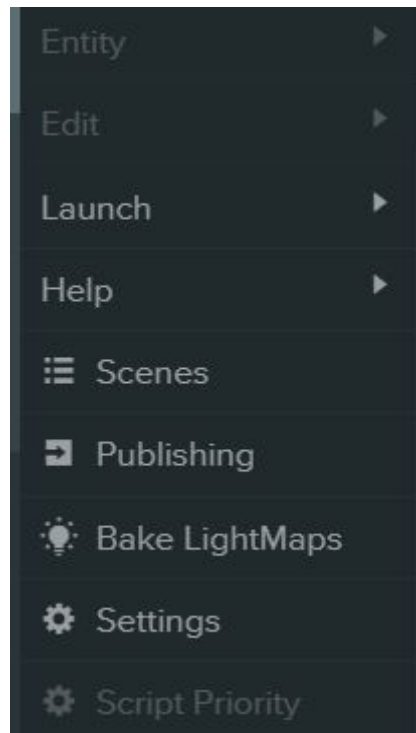 Entity
Edit
Launch
Help
Scenes
Publishing
Bake LightMaps
Settings
Script Priority